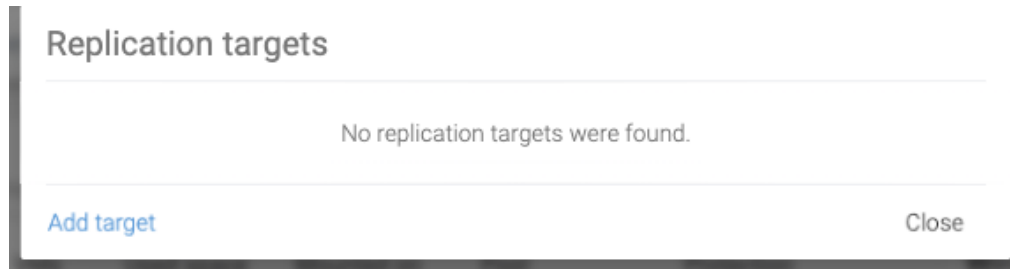 Replication targets
No replication targets were found.
Add target
Close